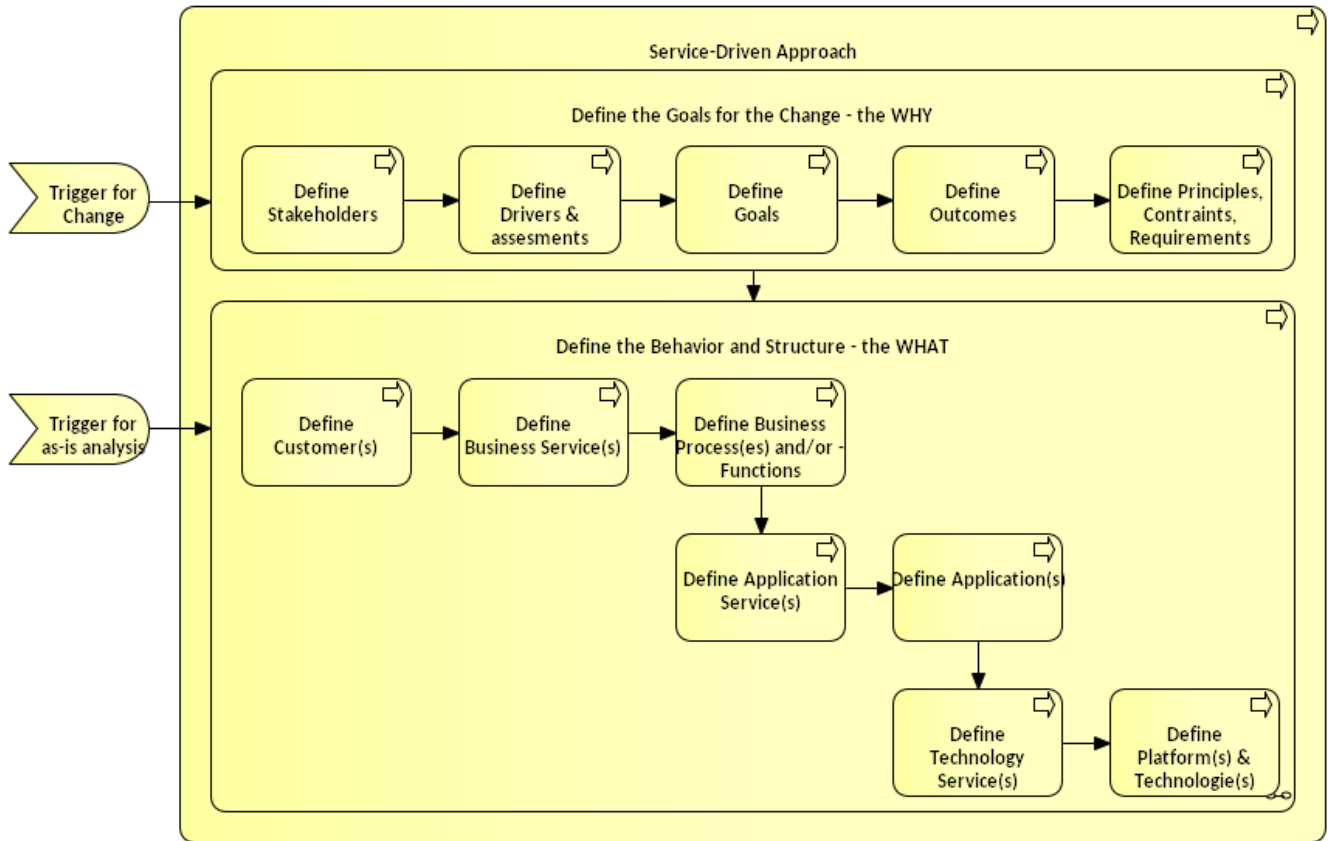 Service-Driven Approach
Define the Goals for the Change - the WHY
Trigger for
Change
Define
Stakeholders
Define
Drivers &
assesments
Define
Goals
Define
Outcomes
Define Principles,
Contraints,
Requirements
Define the Behavior and Structure - the WHAT
Trigger for
as-is analysis
Define
Customer(s)
Define
Business Service(s)
Define Business
Process(es) and/or -
Functions
Define Application
Service(s)
Define Application(s)
Define
Technology
Service(s)
Define
Platform(s) &
Technologie(s)